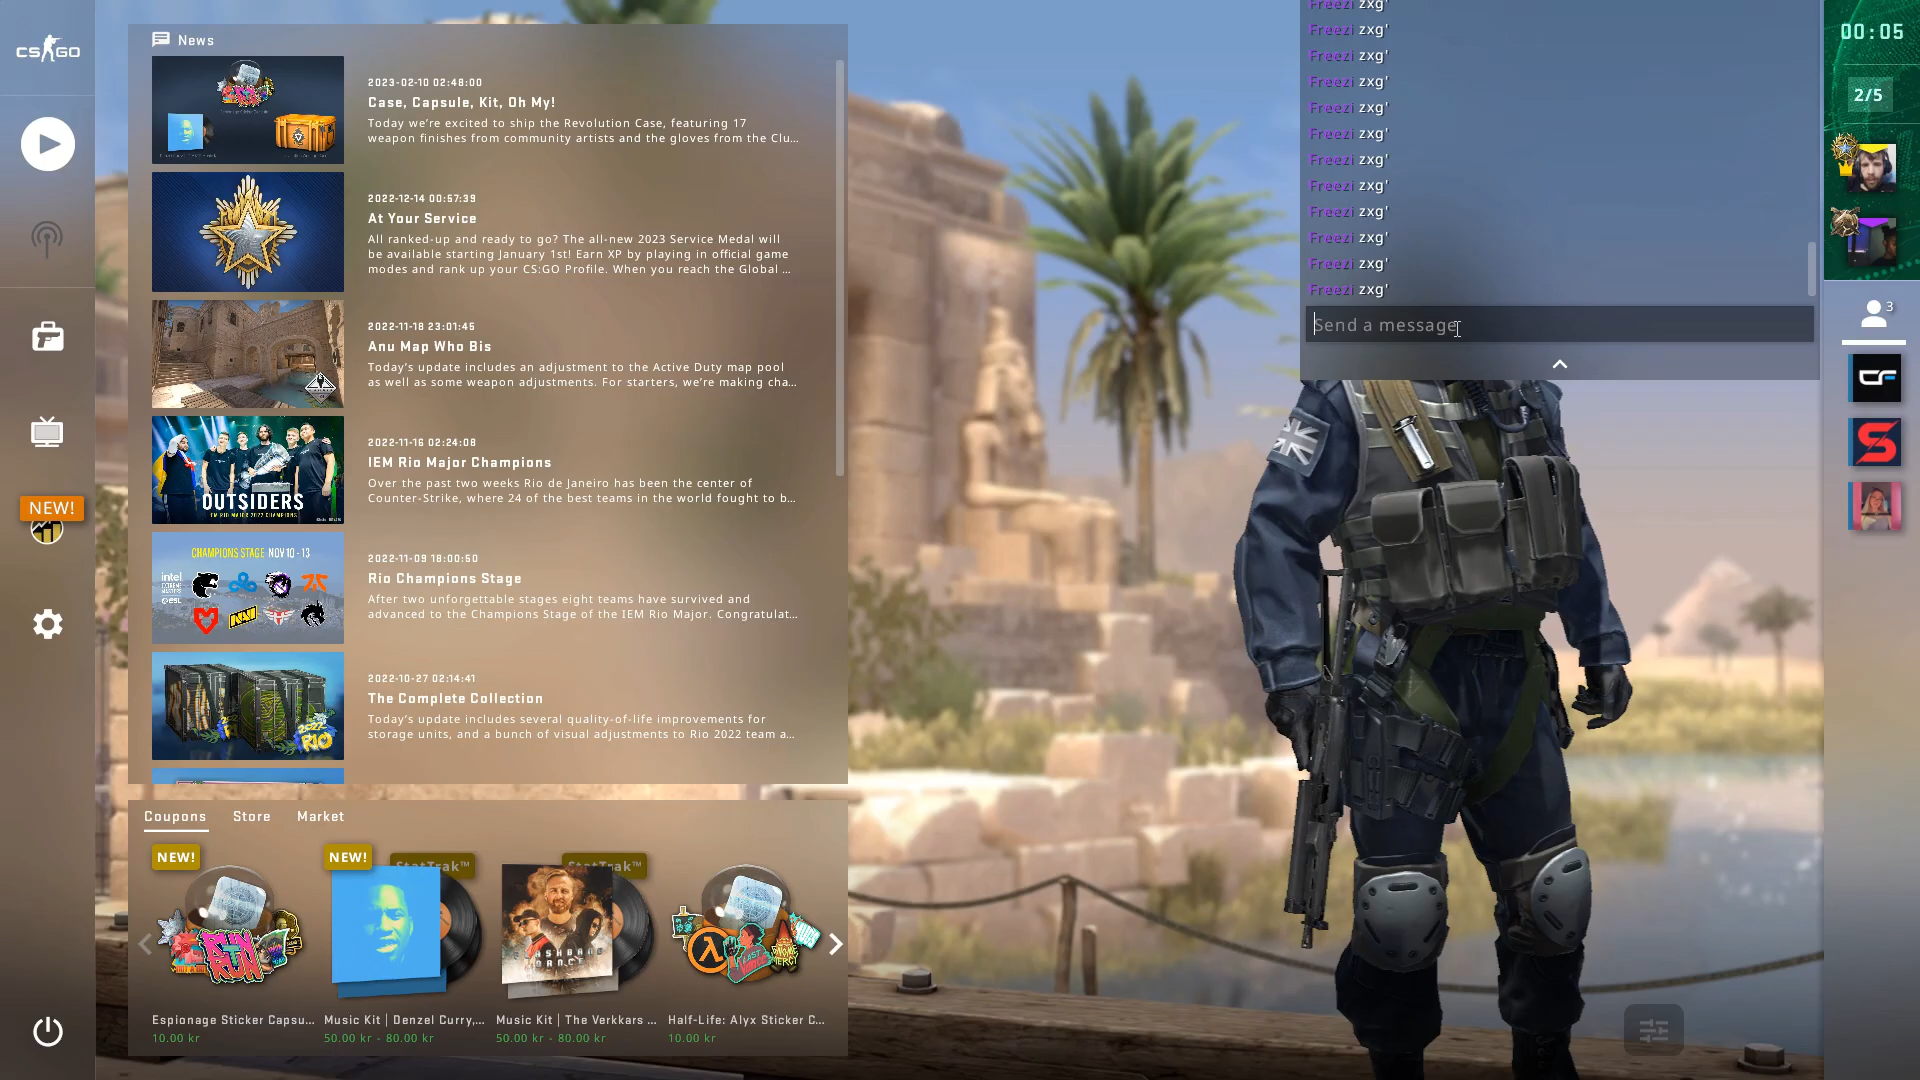 CS GO
NEW!
News
2023-02-10 02:48:00
Case, Capsule, Kit, Oh My!
Today we're excited to ship the Revolution Case, featuring 17
weapon finishes from community artists and the gloves from the Clu...
2022-12-14 00:57:39
At Your Service
All ranked-up and ready to go? The all-new 2023 Service Medal will
be available starting January 1st! Earn XP by playing in official game
modes and rank up your CS:GO Profile. When you reach the Global ...
2022-11-18 23:01:45
Anu Map Who Bis
Today's update includes an adjustment to the Active Duty map pool
as well as some weapon adjustments. For starters, we're making cha...
OUTSIDERS
IEM RIO MAJOR 2022 CHAMPIONS
2022-11-16 02:24:08
IEM Rio Major Champions
Over the past two weeks Rio de Janeiro has been the center of
Counter-Strike, where 24 of the best teams in the world fought to b...
CHAMPIONS STAGE NOV 10 - 13
intel
ESL
NAVI
2022-11-09 18:00:50
Rio Champions Stage
After two unforgettable stages eight teams have survived and
advanced to the Champions Stage of the IEM Rio Major. Congratulat...
2022
RIO
2022-10-27 02:14:41
The Complete Collection
Today's update includes several quality-of-life improvements for
storage units, and a bunch of visual adjustments to Rio 2022 team a...
Coupons
Store
Market
NEW!
NEW!
StatTrak™
StatTrak™
Espionage Sticker Capsu...
10.00 kr
Music Kit | Denzel Curry,...
50.00 kr - 80.00 kr
Music Kit | The Verkkars ...
50.00 kr - 80.00 kr
Half-Life: Alyx Sticker C...
10.00 kr
Freezi zxg'
Freezi zxg'
Freezi zxg'
Freezi zxg'
Freezi zxg'
Freezi zxg'
Freezi zxg'
Freezi zxg'
Freezi zxg'
Freezi zxg'
Freezi zxg'
Freezi zxg'
Send a message
00:05
2/5
3
CF